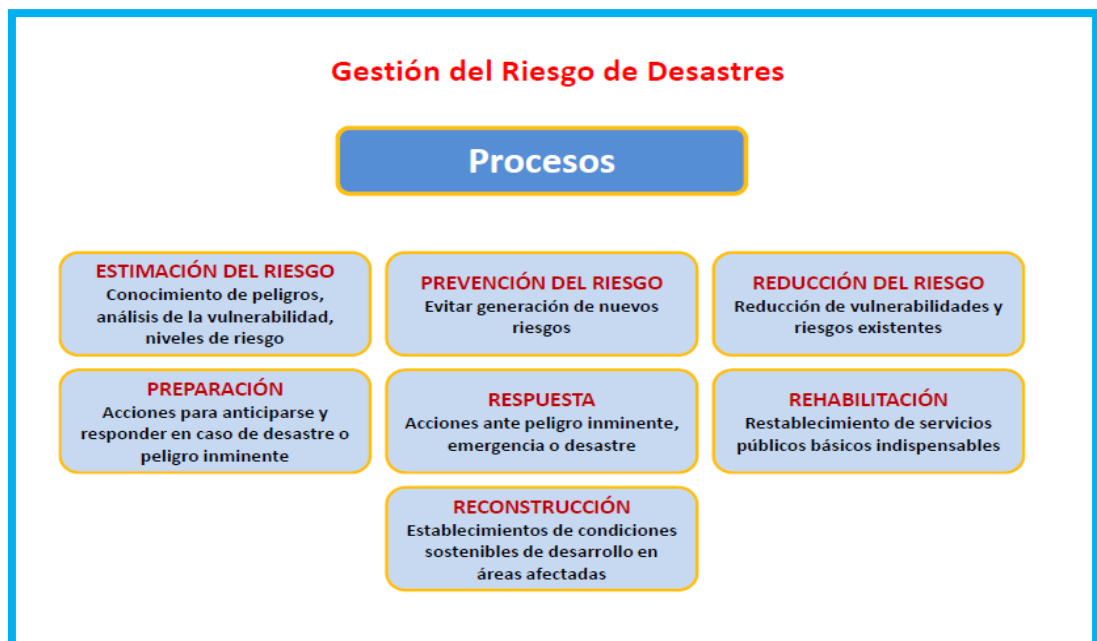 Gestión del Riesgo de Desastres
Procesos
ESTIMACIÓN DEL RIESGO
Conocimiento de peligros,
análisis de la vulnerabilidad,
niveles de riesgo
PREVENCIÓN DEL RIESGO
Evitar generación de nuevos
riesgos
REDUCCIÓN DEL RIESGO
Reducción de vulnerabilidades y
riesgos existentes
PREPARACIÓN
Acciones para anticiparse y
responder en caso de desastre o
peligro inminente
RESPUESTA
Acciones ante peligro inminente,
emergencia o desastre
REHABILITACIÓN
Restablecimiento de servicios
públicos básicos indispensables
RECONSTRUCCIÓN
Establecimientos de condiciones
sostenibles de desarrollo en
áreas afectadas